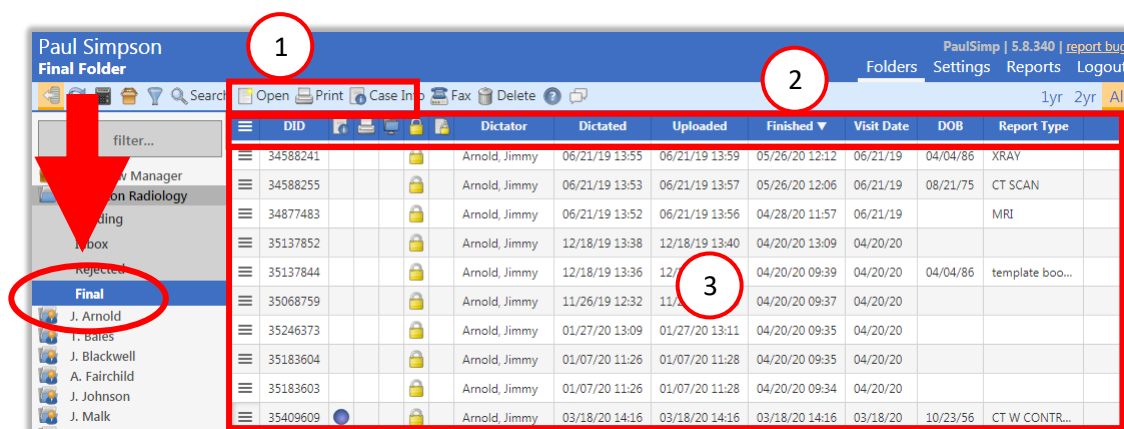 Paul Simpson
Final Folder
1
PaulSimp | 5.8.340 | report bug
2
Folders Settings Reports Logout
Search Open Print Case Info Fax Delete 1yr 2yr
filter...
DID Dictator Dictated Uploaded Finished ▼ Visit Date DOB Report Type
34588241 Arnold, Jimmy 06/21/19 13:55 06/21/19 13:59 05/26/20 12:12 06/21/19 04/04/86 XRAY
Manager
34588255 Arnold, Jimmy 06/21/19 13:53 06/21/19 13:57 05/26/20 12:06 06/21/19 08/21/75 CT SCAN
Radiology
34877483 Arnold, Jimmy 06/21/19 13:52 06/21/19 13:56 04/28/20 11:57 06/21/19 MRI
35137852 Arnold, Jimmy 12/18/19 13:38 12/18/19 13:40 04/20/20 13:09 04/20/20
Rejected
35137844 Arnold, Jimmy 12/18/19 13:36 04/20/20 09:39 04/20/20 04/04/86 template boo...
3
Final
35068759 Arnold, Jimmy 11/26/19 12:32 04/20/20 09:37 04/20/20
J. Arnold
35246373 Arnold, Jimmy 01/27/20 13:09 01/27/20 13:11 04/20/20 09:35 04/20/20
T. Bales
J. Blackwell
35183604 Arnold, Jimmy 01/07/20 11:26 01/07/20 11:28 04/20/20 09:35 04/20/20
A. Fairchild
35183603 Arnold, Jimmy 01/07/20 11:26 01/07/20 11:28 04/20/20 09:34 04/20/20
J. Johnson
J. Malk
35409609 Arnold, Jimmy 03/18/20 14:16 03/18/20 14:16 03/18/20 14:16 03/18/20 10/23/56 CT W CONTR...